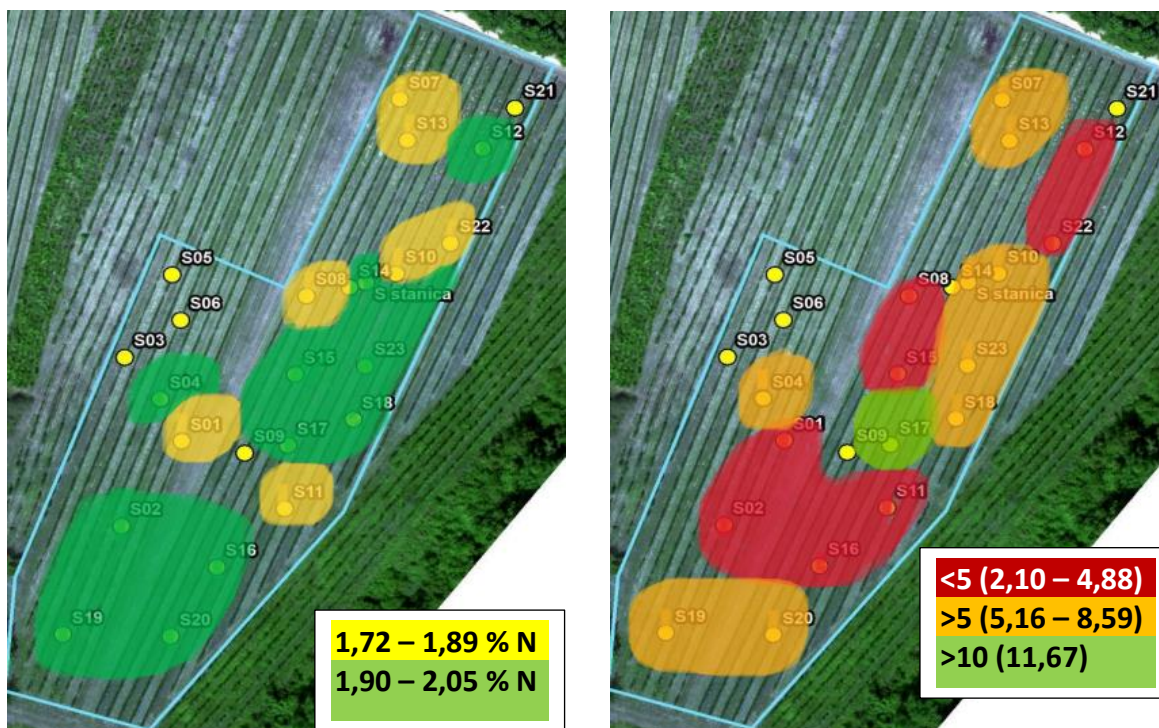 S07
S21
S13
S12
S22
S10
S05
S14
S08
S stanica
S06
S03
S15
S23
S04
S18
S01
S09
S17
S11
S02
S16
S19
S20
1,72 – 1,89 % N
1,90 – 2,05 % N
S07
S21
S13
S12
S22
S10
S05
S14
S08
S stanica
S06
S03
S15
S23
S04
S18
S01
S09
S17
S11
S02
S16
S19
S20
<5 (2,10 – 4,88)
>5 (5,16 – 8,59)
>10 (11,67)